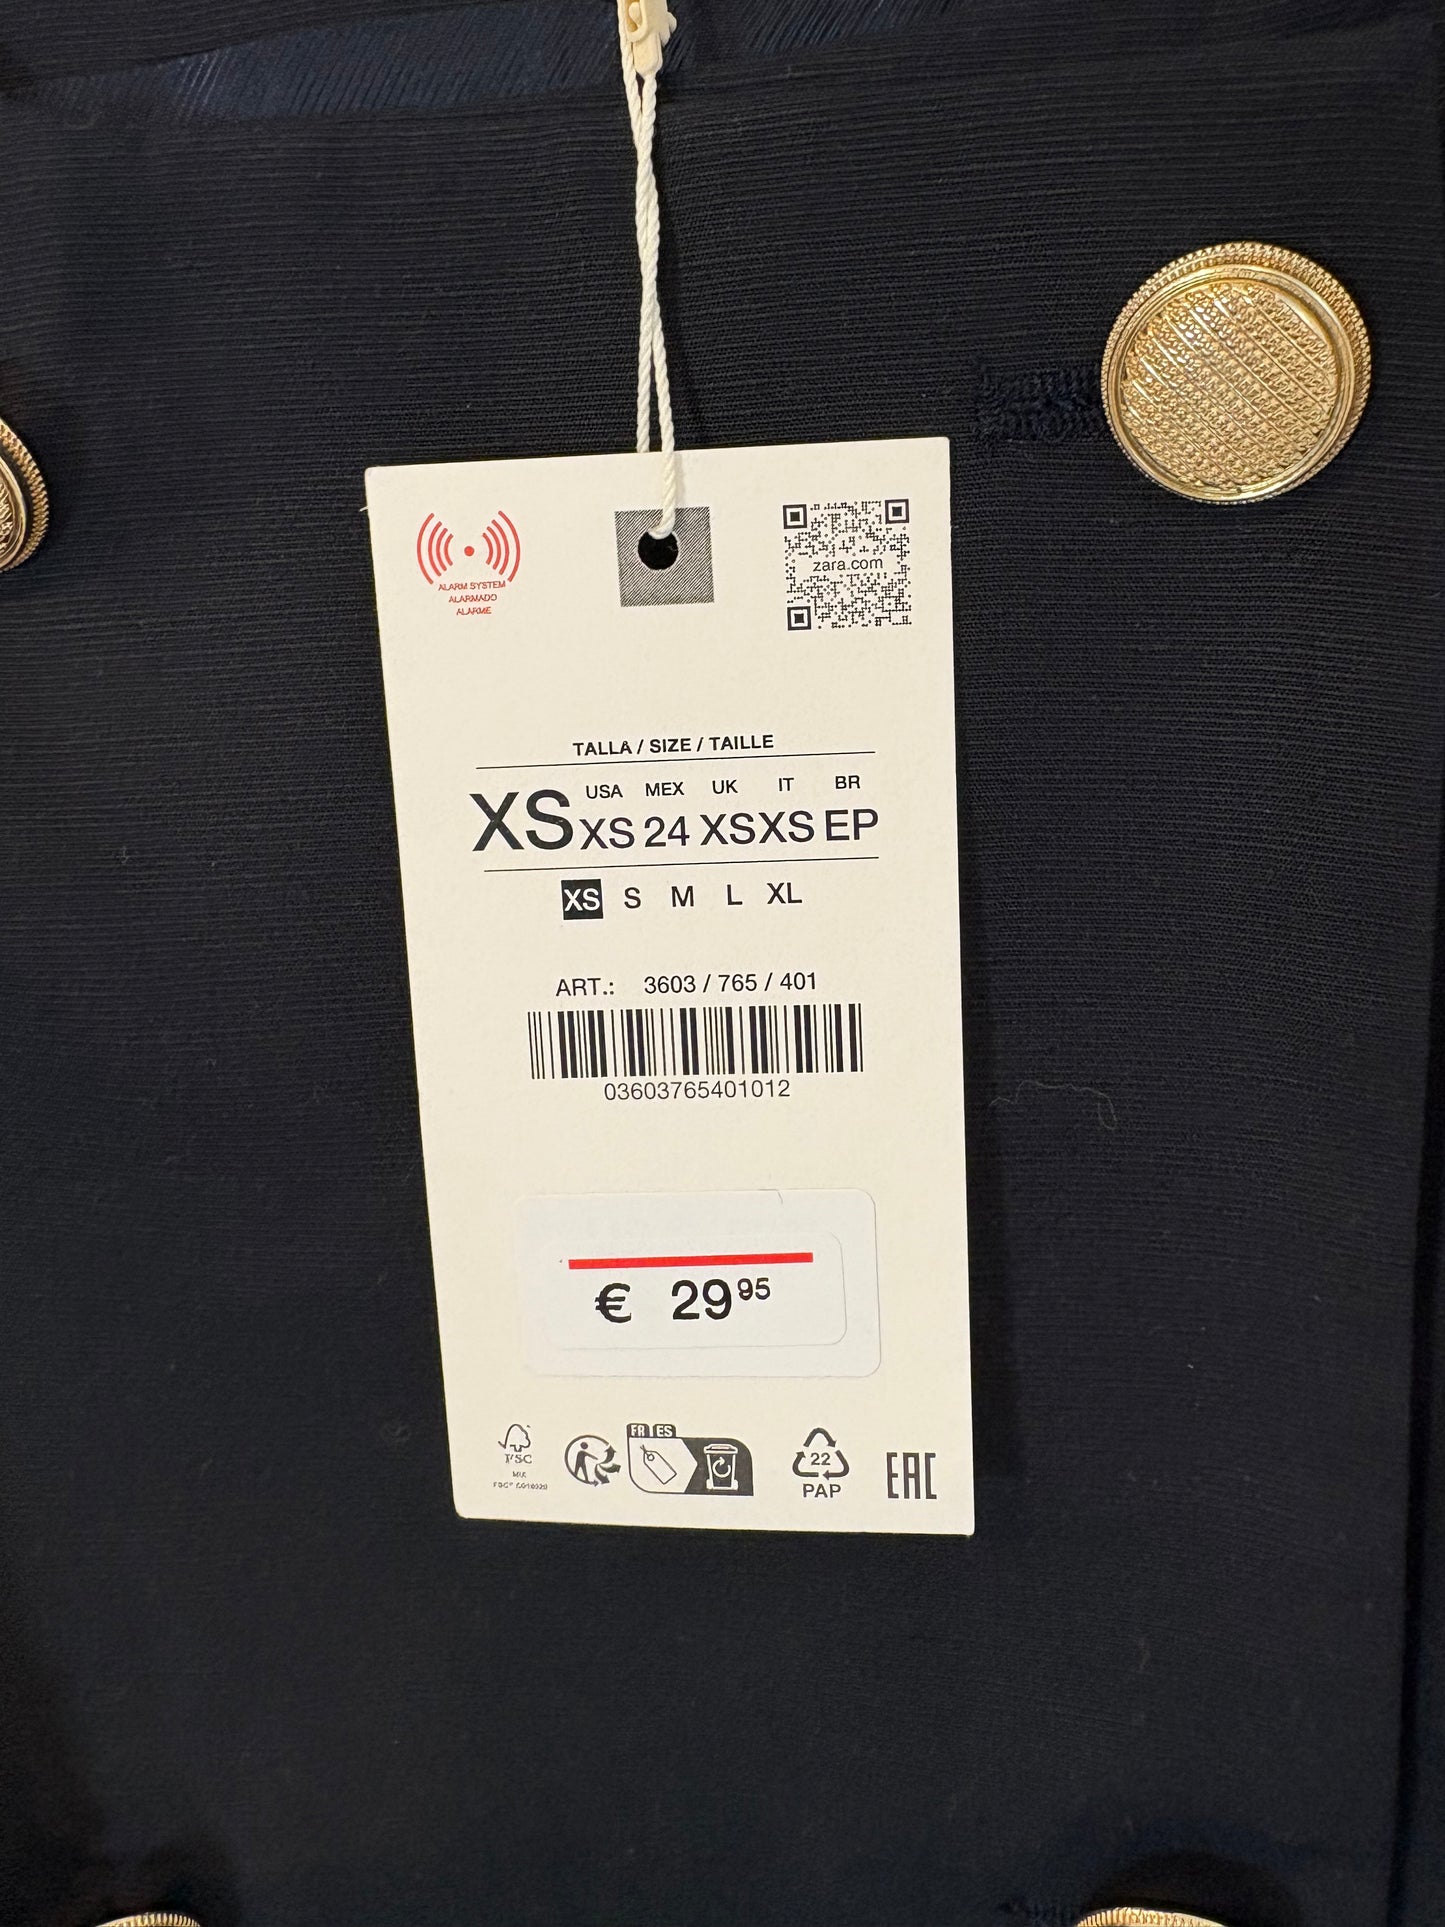 ALARM SYSTEM
ALARMADO
ALARME
zara.com
TALLA / SIZE / TAILLE
XS
USA MEX UK IT BR
XS 24 XS XS EP
XS S M L XL
ART.: 3603 / 765 / 401
03603765401012
€ 29 95
FSC
MIX
FR ES
22
PAP
EAC